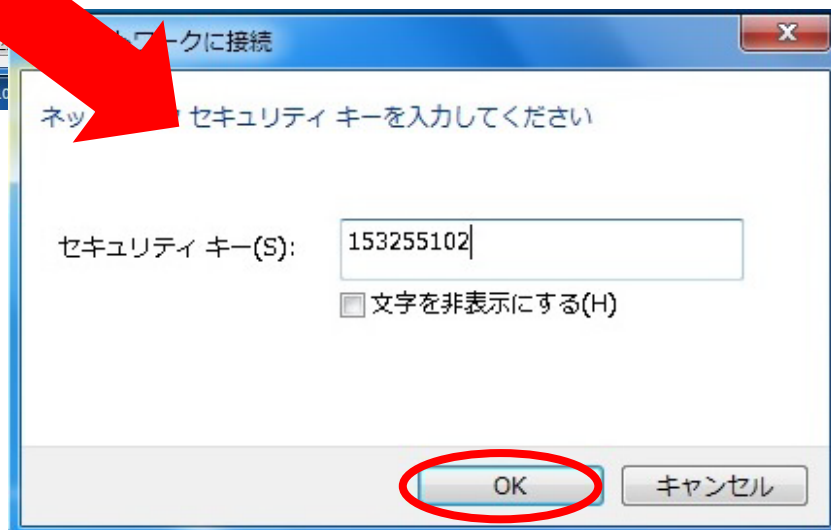 トワークに接続
ネッ セキュリティ キーを入力してください
セキュリティ キー(S):
153255102
文字を非表示にする(H)
OK
キャンセル